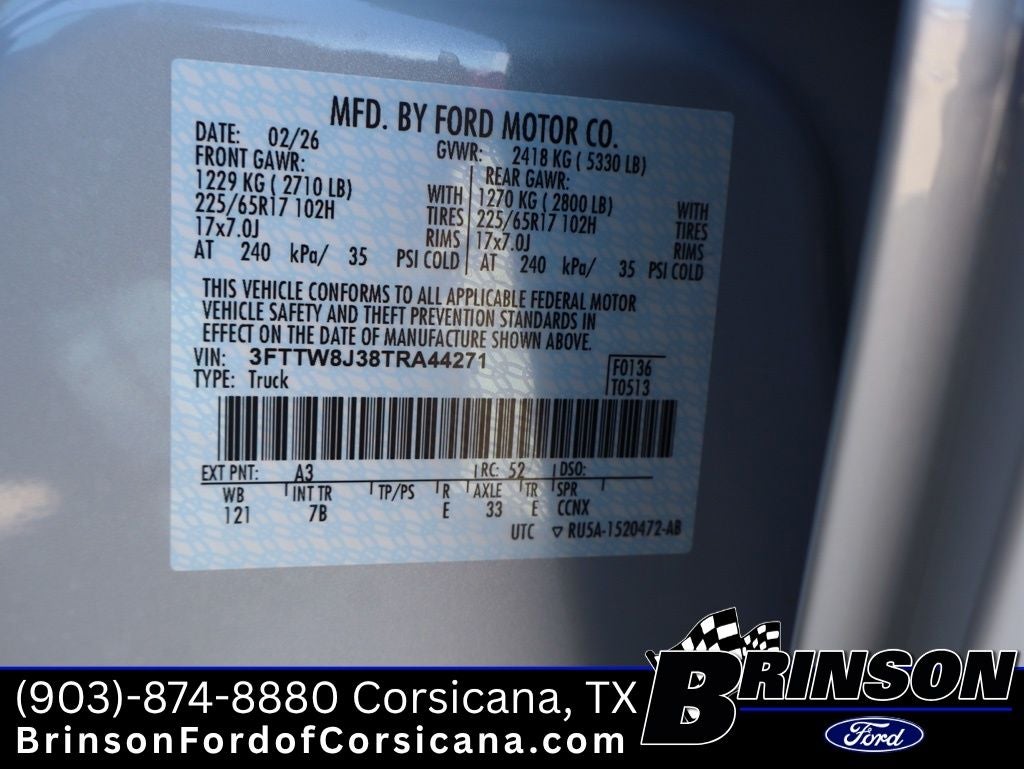 MFD. BY FORD MOTOR CO.
DATE: 02/26 GVWR: 2418 KG ( 5330 LB)
FRONT GAWR: REAR GAWR:
1229 KG ( 2710 LB) WITH 1270 KG ( 2800 LB) WITH
225/65R17 102H TIRES 225/65R17 102H TIRES
17x7.0J RIMS 17x7.0J RIMS
AT 240 kPa/ 35 PSI COLD AT 240 kPa/ 35 PSI COLD
THIS VEHICLE CONFORMS TO ALL APPLICABLE FEDERAL MOTOR
VEHICLE SAFETY AND THEFT PREVENTION STANDARDS IN
EFFECT ON THE DATE OF MANUFACTURE SHOWN ABOVE.
VIN: 3FTTW8J38TRA44271 F0136
TYPE: Truck T0513
EXT PNT: A3 RC: 52 DSO:
WB INT TR TP/PS R AXLE TR SPR
121 7B E 33 E CCNX
UTC ▽ RU5A-1520472-AB
(903)-874-8880 Corsicana, TX
BrinsonFordofCorsicana.com
BRINSON
Ford